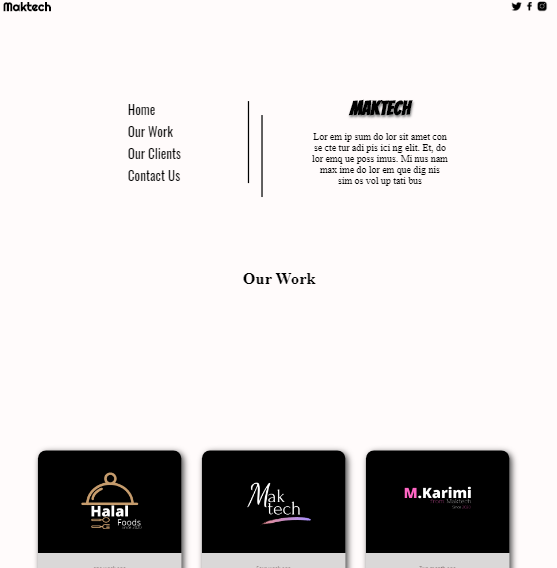 Maktech
Home
Our Work
Our Clients
Contact Us
MAKTECH
Lor em ip sum do lor sit amet con
se cte tur adi pis ici ng elit. Et, do
lor emq ue poss imus. Mi nus nam
max ime do lor em que dig nis
sim os vol up tati bus
Our Work
Halal
Foods
Mak
tech
M.Karimi